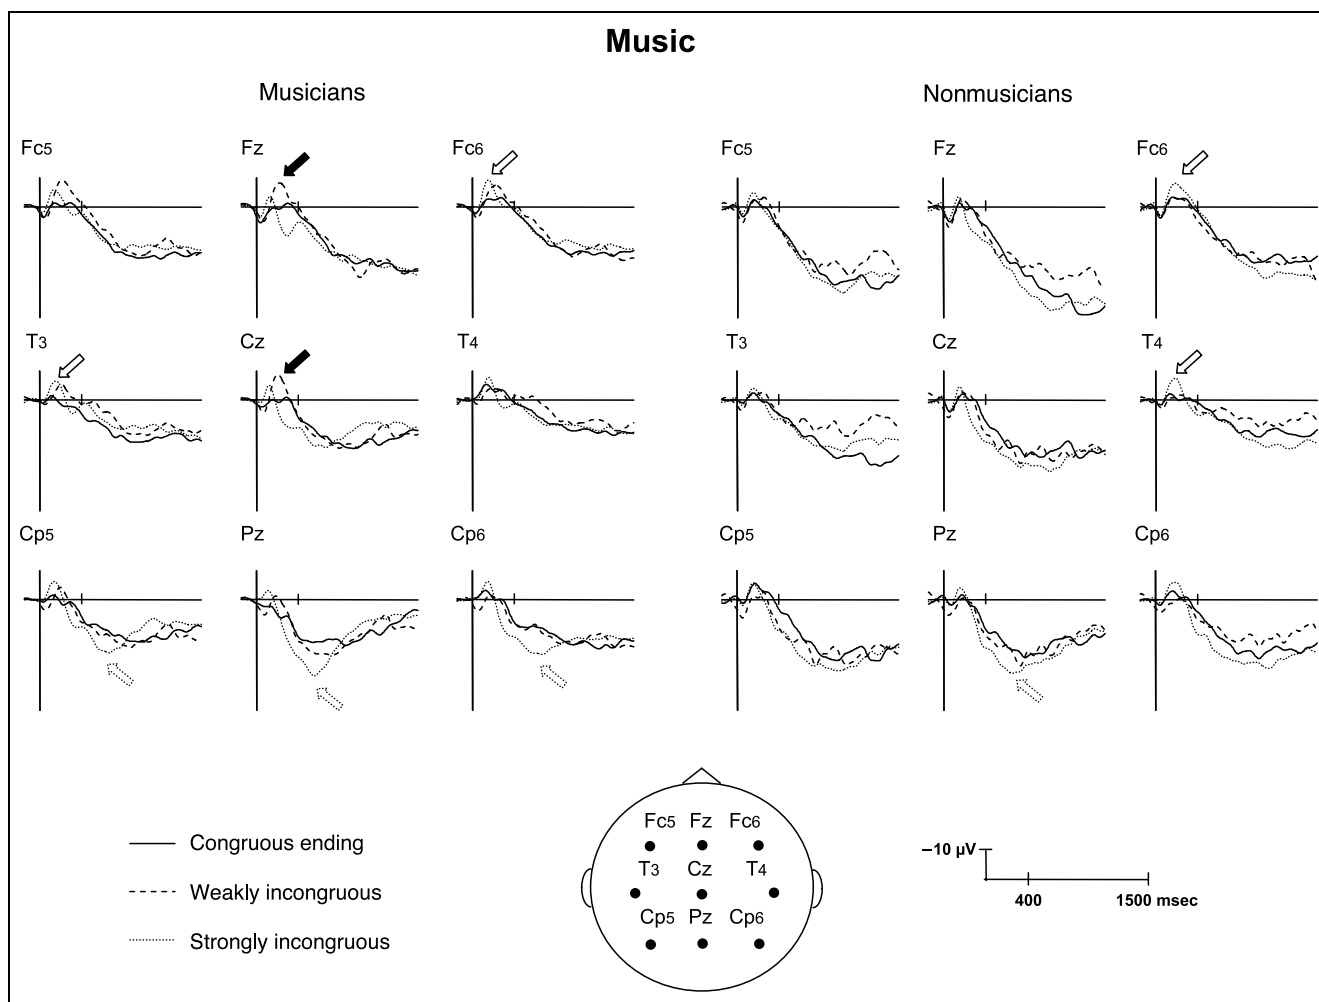 Music
Musicians
Nonmusicians
Fc5 Fz Fc6 Fc5 Fz Fc6
T3 Cz T4 T3 Cz T4
Cp5 Pz Cp6 Cp5 Pz Cp6
Congruous ending
Weakly incongruous
Strongly incongruous
Fc5 Fz Fc6
T3 Cz T4
Cp5 Pz Cp6
–10 µV
400 1500 msec